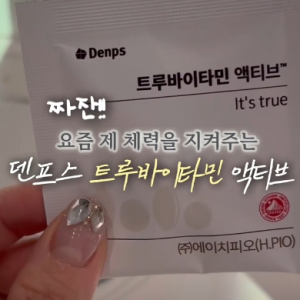 Denps
트루바이타민 액티브™
It's true
짜잔!!
요즘 제 체력을 지켜주는
덴프스 트루바이타민 액티브
(주)에이치피오(H.PIO)